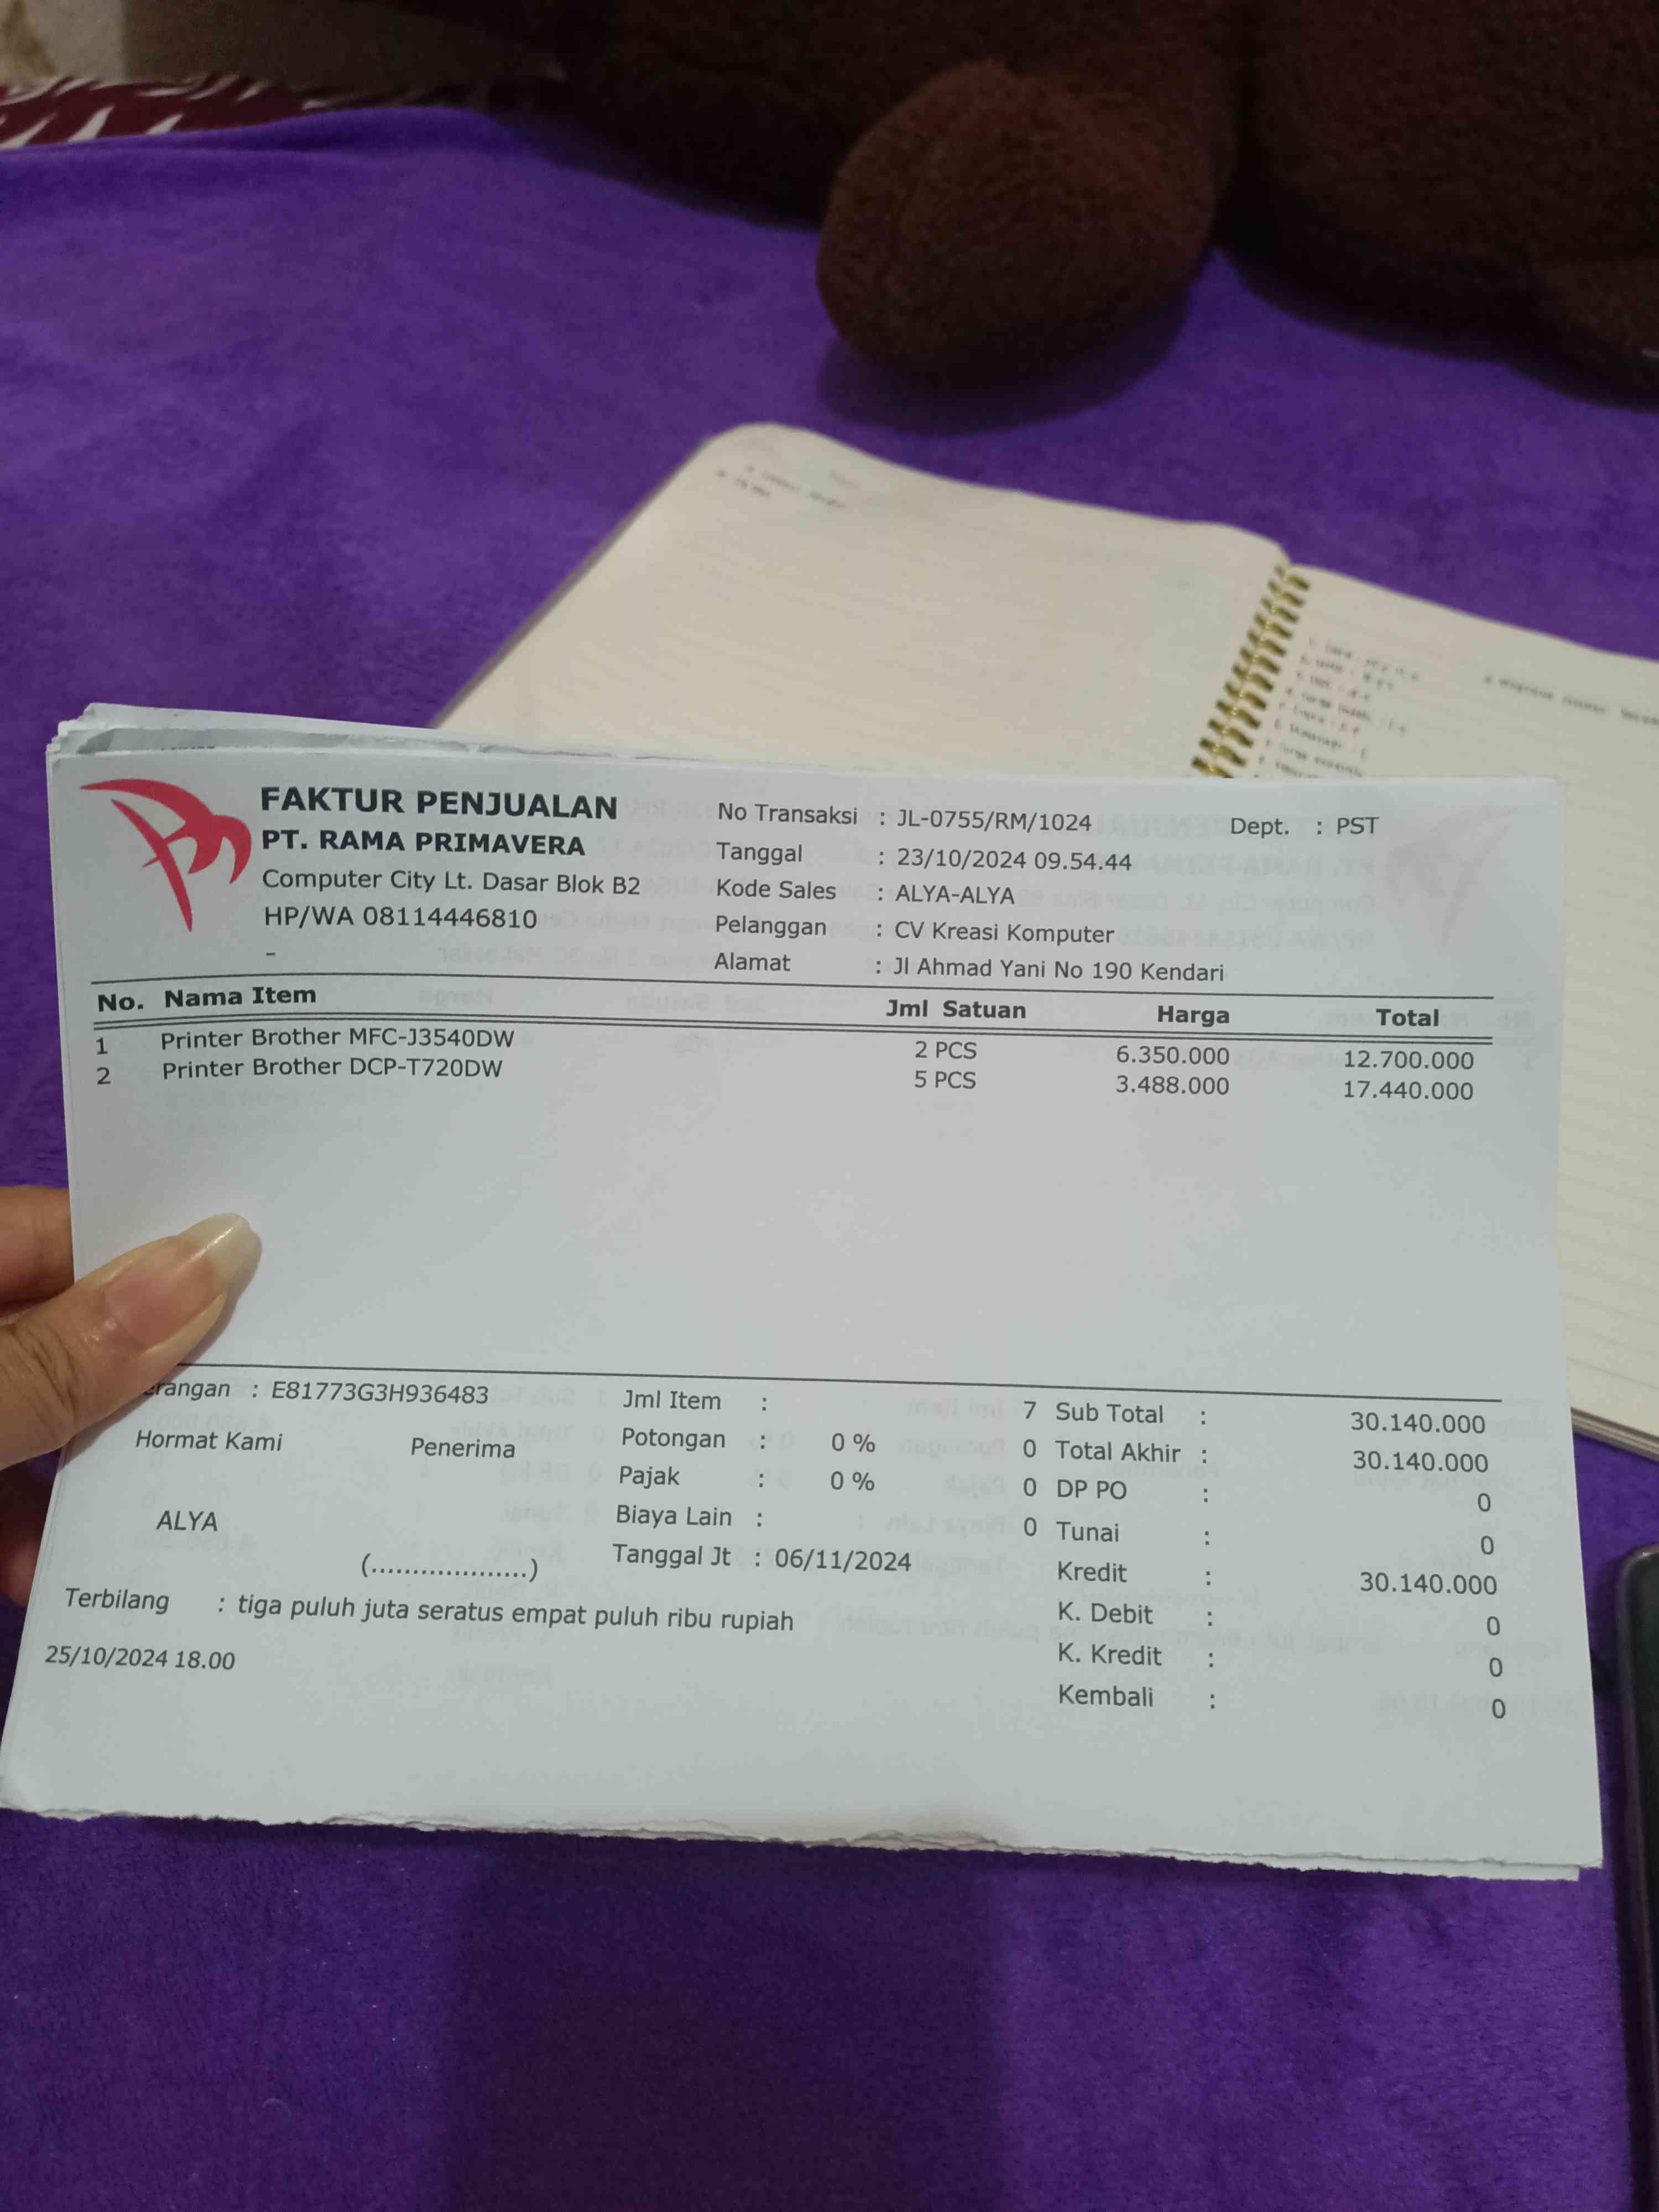 FAKTUR PENJUALAN
PT. RAMA PRIMAVERA
Computer City Lt. Dasar Blok B2
HP/WA 08114446810
-
No Transaksi : JL-0755/RM/1024 Dept. : PST
Tanggal : 23/10/2024 09.54.44
Kode Sales : ALYA-ALYA
Pelanggan : CV Kreasi Komputer
Alamat : Jl Ahmad Yani No 190 Kendari
No. Nama Item Jml Satuan Harga Total
1 Printer Brother MFC-J3540DW 2 PCS 6.350.000 12.700.000
2 Printer Brother DCP-T720DW 5 PCS 3.488.000 17.440.000
erangan : E81773G3H936483
Hormat Kami Penerima
ALYA
(...................)
Jml Item : 7
Potongan : 0 % 0
Pajak : 0 % 0
Biaya Lain : 0
Tanggal Jt : 06/11/2024
Sub Total : 30.140.000
Total Akhir : 30.140.000
DP PO : 0
Tunai : 0
Kredit : 30.140.000
K. Debit : 0
K. Kredit : 0
Kembali : 0
Terbilang : tiga puluh juta seratus empat puluh ribu rupiah
25/10/2024 18.00